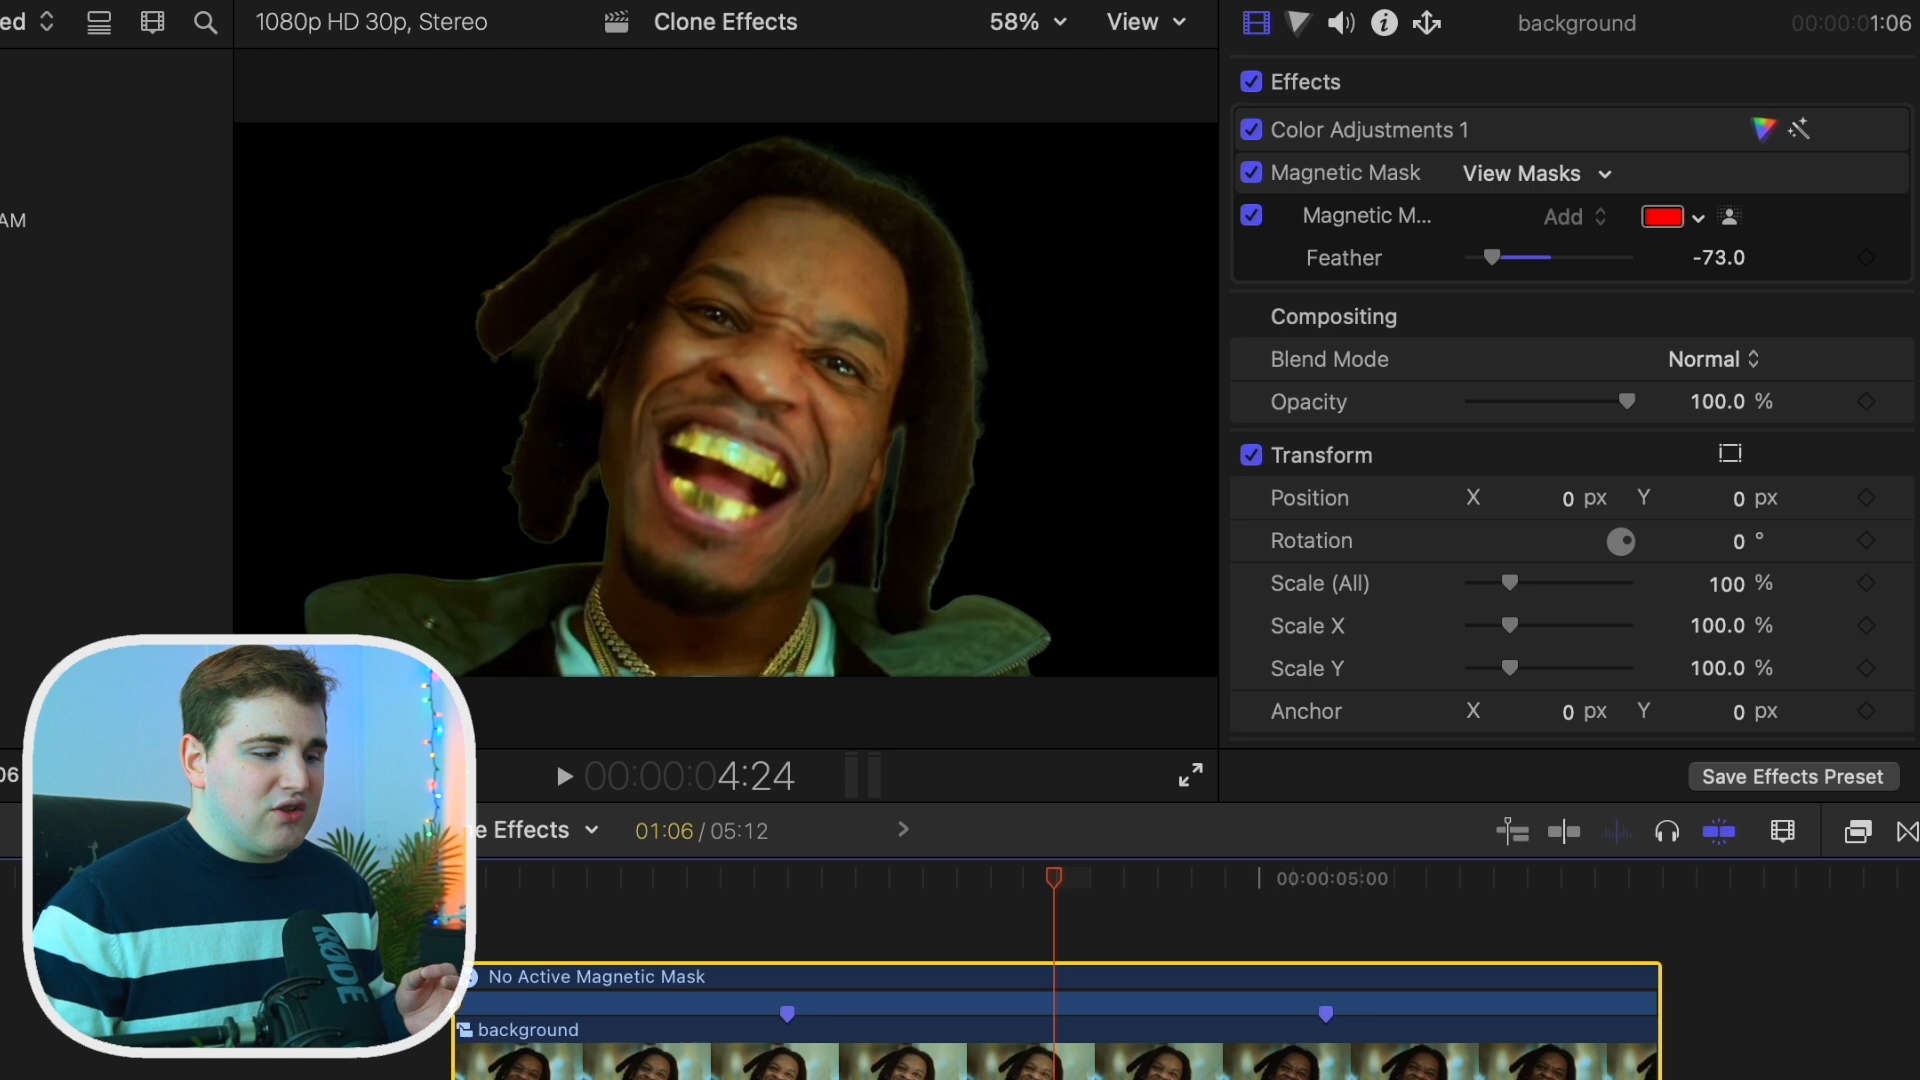 ed
1080p HD 30p, Stereo
Clone Effects
58%
View
background
00:00:01:06
Effects
Color Adjustments 1
Magnetic Mask
View Masks
Magnetic M...
Add
Feather
-73.0
AM
Compositing
Blend Mode
Normal
Opacity
100.0 %
Transform
Position X 0 px Y 0 px
Rotation 0 °
Scale (All) 100 %
Scale X 100.0 %
Scale Y 100.0 %
Anchor X 0 px Y 0 px
06
00:00:04:24
Save Effects Preset
e Effects
01:06 / 05:12
00:00:05:00
RØDE
No Active Magnetic Mask
background